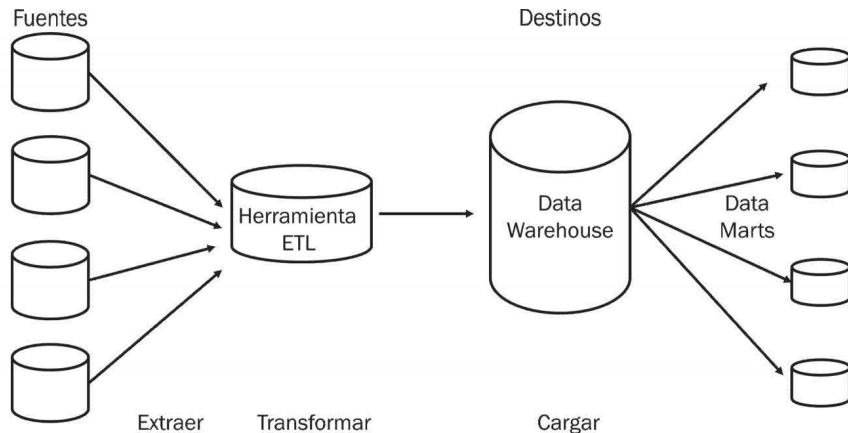 Fuentes
Destinos
Herramienta
ETL
Data
Warehouse
Data
Marts
Extraer
Transformar
Cargar